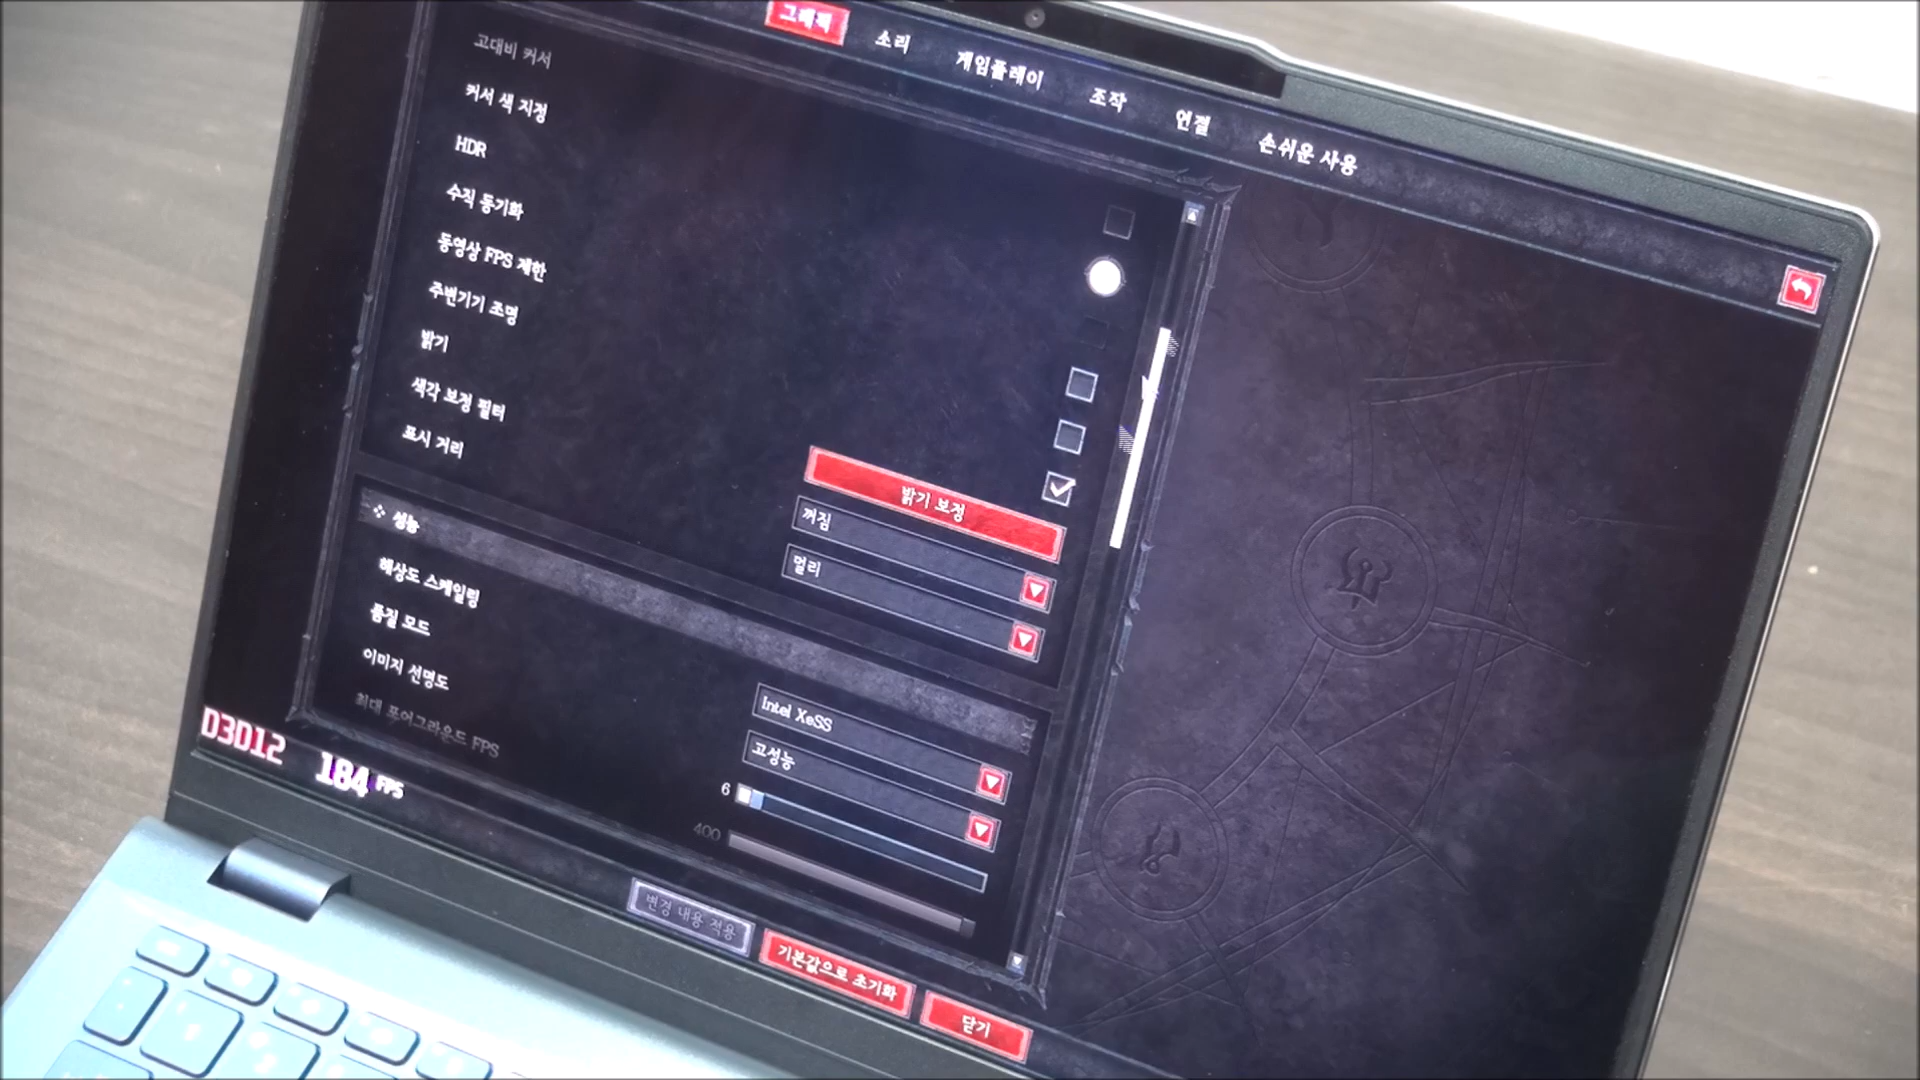 그래픽
소리
게임플레이
조작
연결
손쉬운 사용
고대비 커서
커서 색 지정
HDR
수직 동기화
동영상 FPS 제한
주변기기 조명
밝기
밝기 보정
색각 보정 필터
꺼짐
표시 거리
멀리
성능
해상도 스케일링
Intel XeSS
품질 모드
고성능
이미지 선명도
6
최대 포어그라운드 FPS
400
D3D12 184 FPS
변경 내용 적용
기본값으로 초기화
닫기